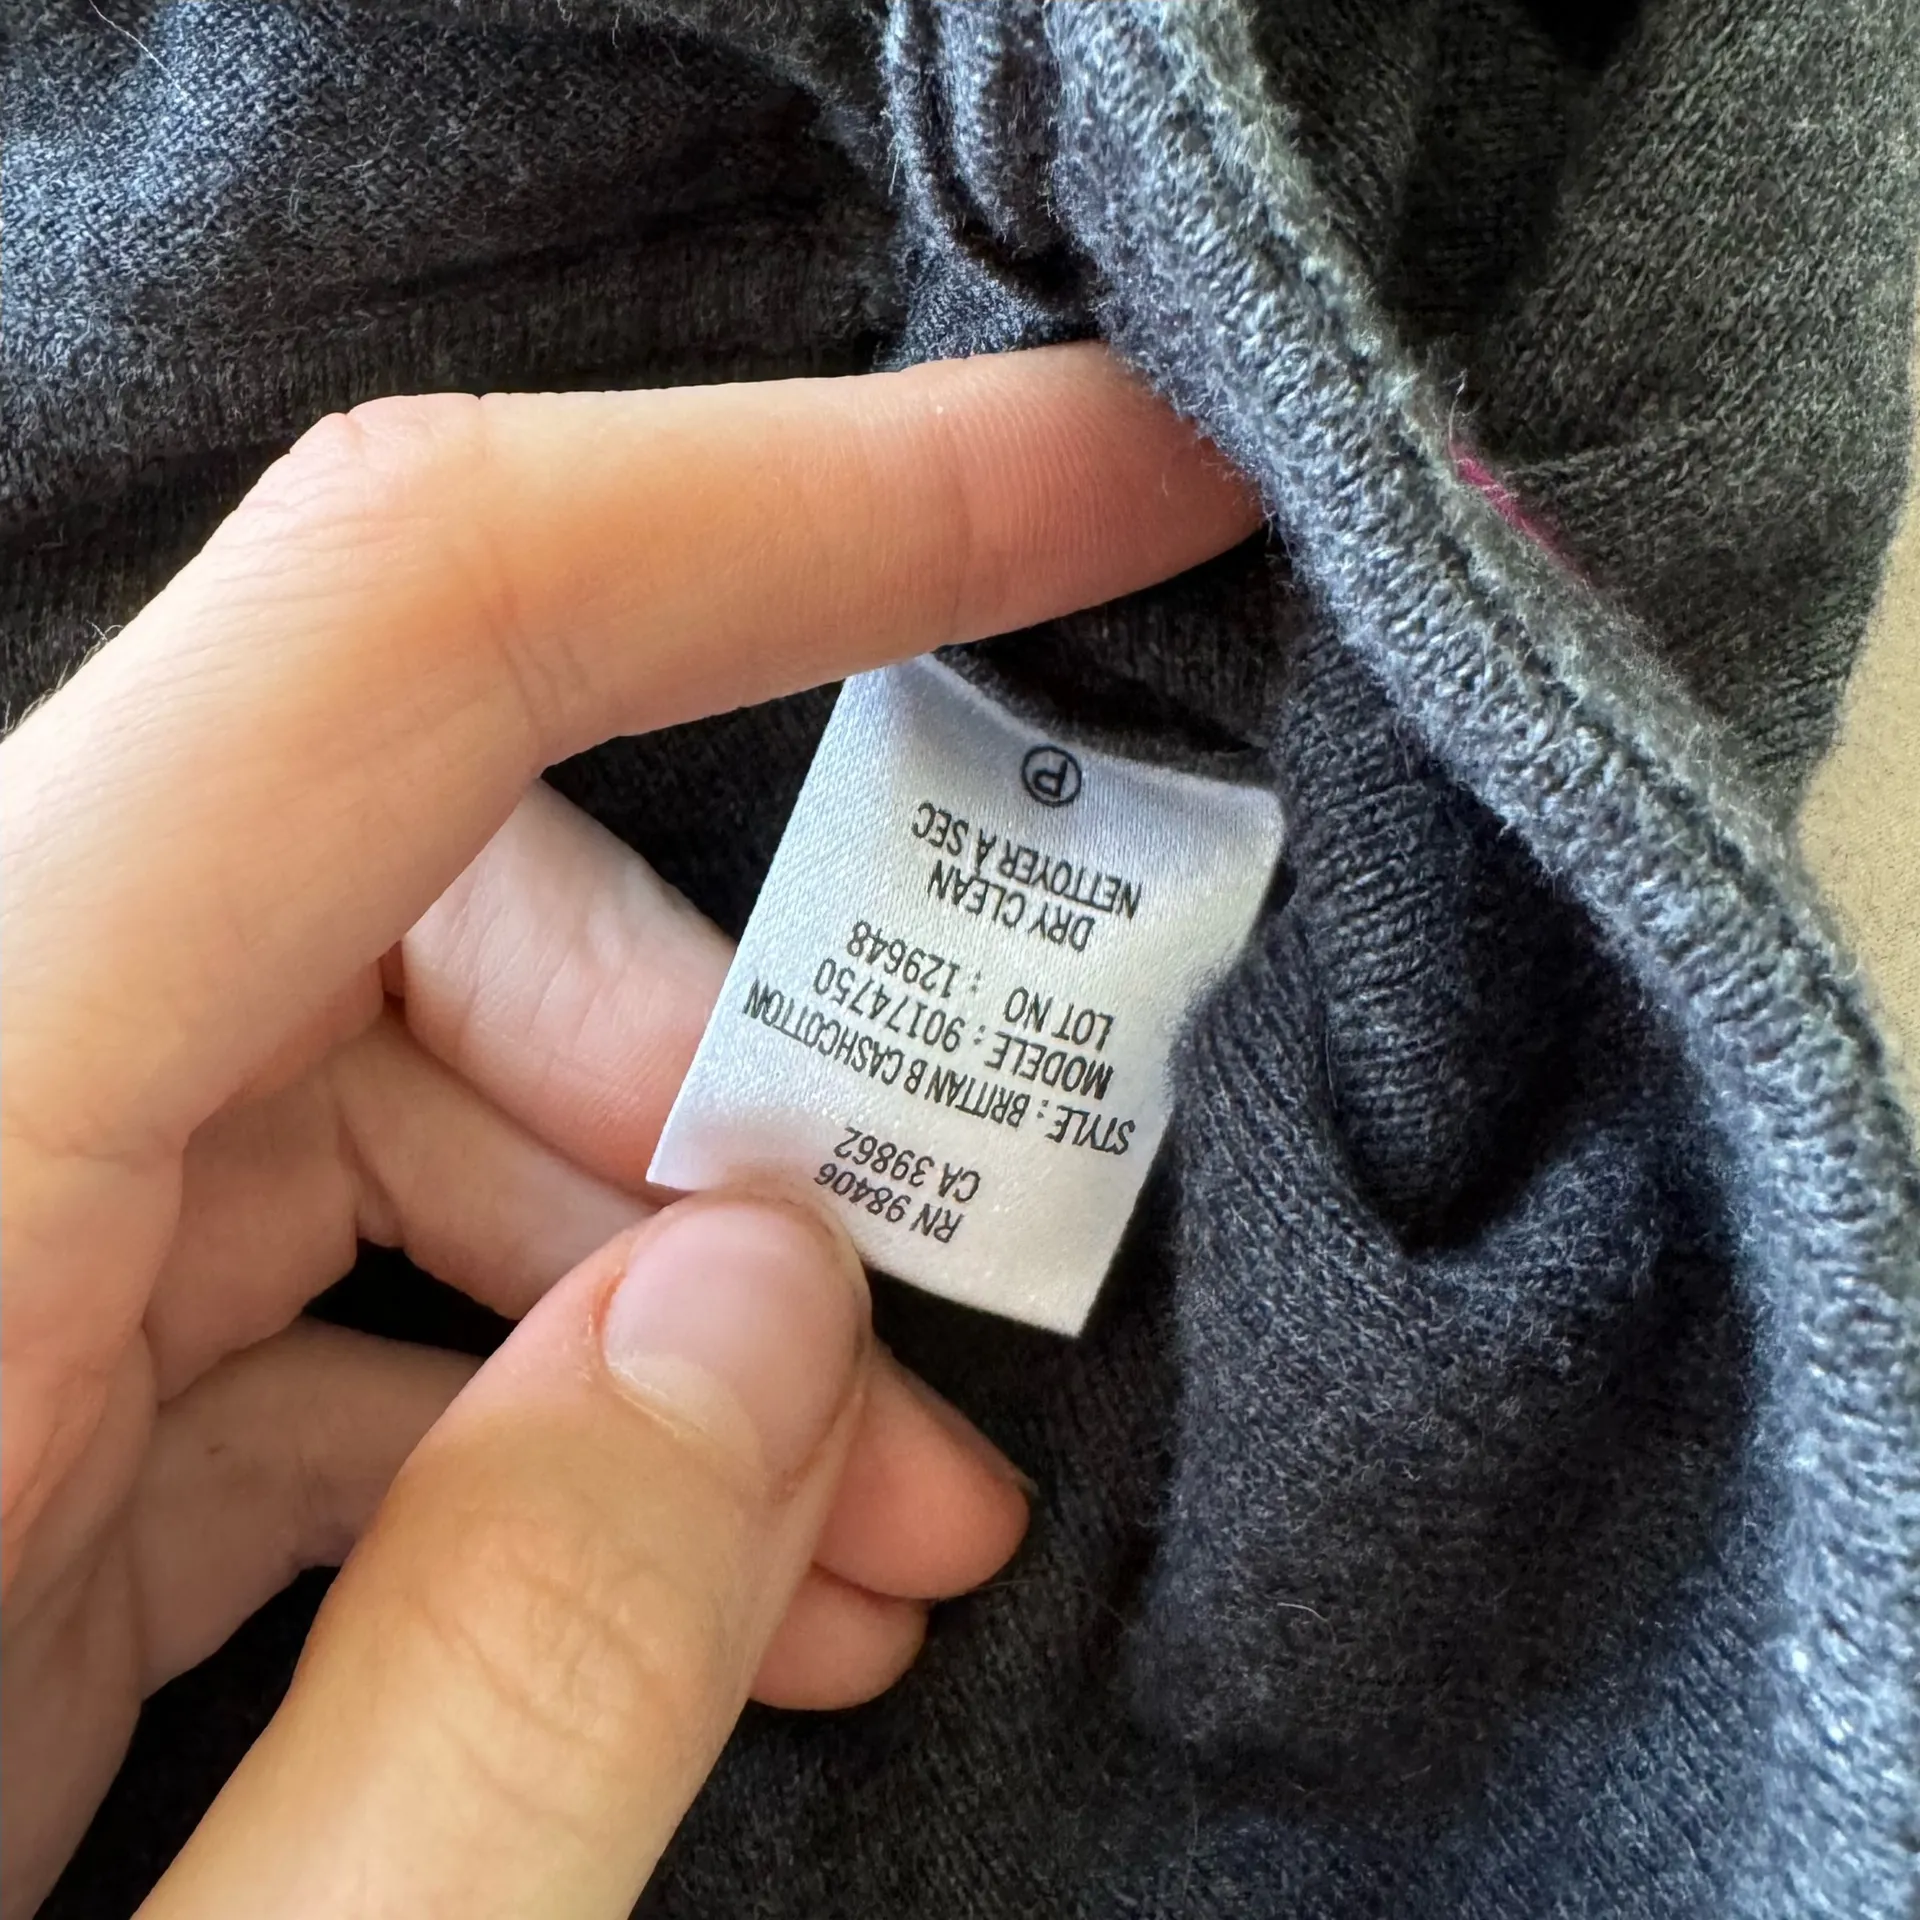 RN 98406
CA 39862
STYLE : BRITTAN B CASHCOTTON
MODELE : 90174750
LOT NO : 129648
DRY CLEAN
NETTOYER À SEC
P